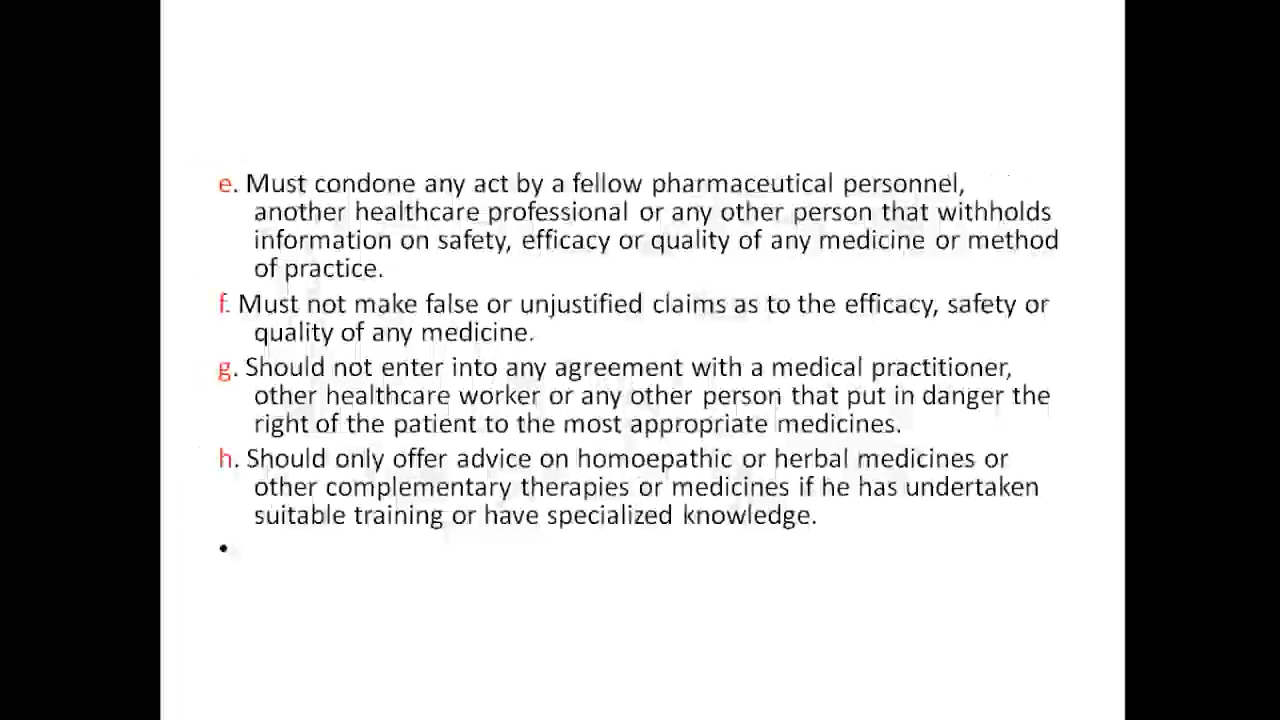 e. Must condone any act by a fellow pharmaceutical personnel,
another healthcare professional or any other person that withholds
information on safety, efficacy or quality of any medicine or method
of practice.
f. Must not make false or unjustified claims as to the efficacy, safety or
quality of any medicine.
g. Should not enter into any agreement with a medical practitioner,
other healthcare worker or any other person that put in danger the
right of the patient to the most appropriate medicines.
h. Should only offer advice on homoepathic or herbal medicines or
other complementary therapies or medicines if he has undertaken
suitable training or have specialized knowledge.
•